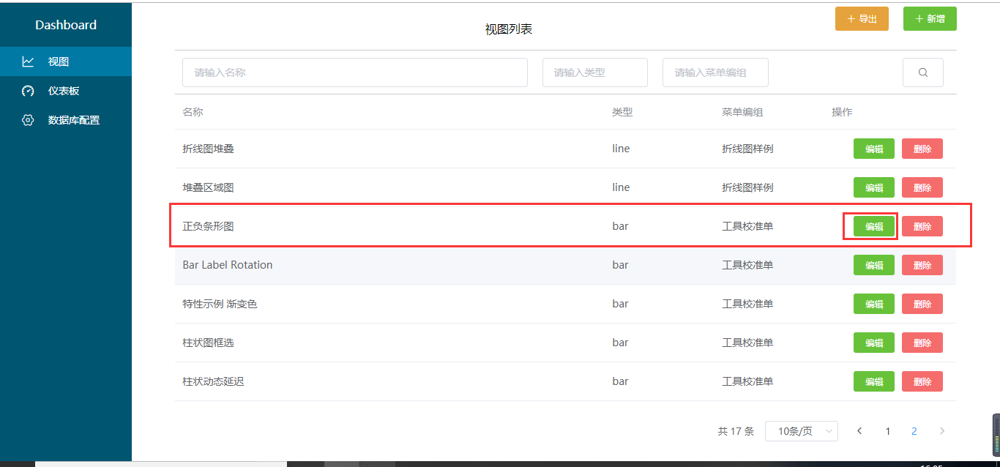 Dashboard
视图
仪表板
数据库配置
视图列表
导出
新增
请输入名称
请输入类型
请输入菜单编组
名称 类型 菜单编组 操作
折线图堆叠 line 折线图样例 编辑 删除
堆叠区域图 line 折线图样例 编辑 删除
正负条形图 bar 工具校准单 编辑 删除
Bar Label Rotation bar 工具校准单 编辑 删除
特性示例 渐变色 bar 工具校准单 编辑 删除
柱状图框选 bar 工具校准单 编辑 删除
柱状动态延迟 bar 工具校准单 编辑 删除
共 17 条 10条/页 1 2